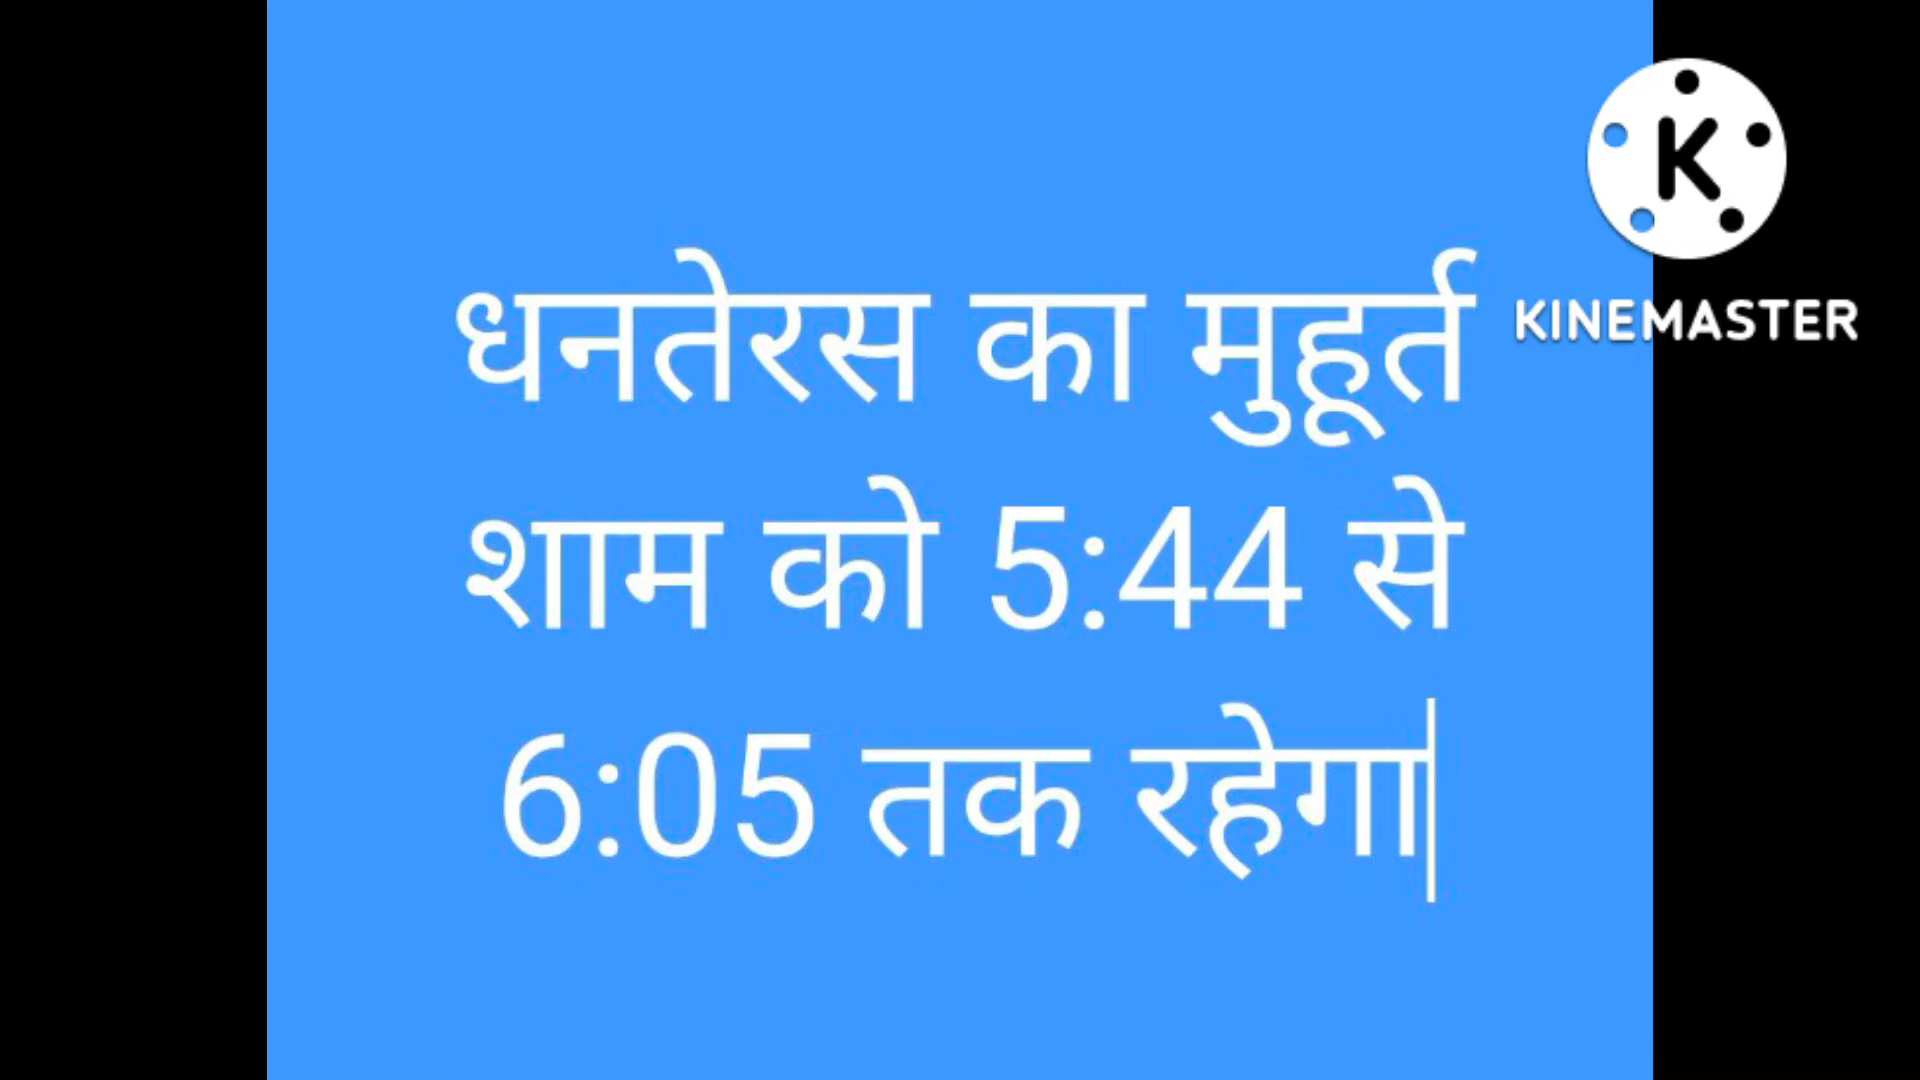 धनतेरस का मुहूर्त
शाम को 5:44 से
6:05 तक रहेगा
K
KINEMASTER